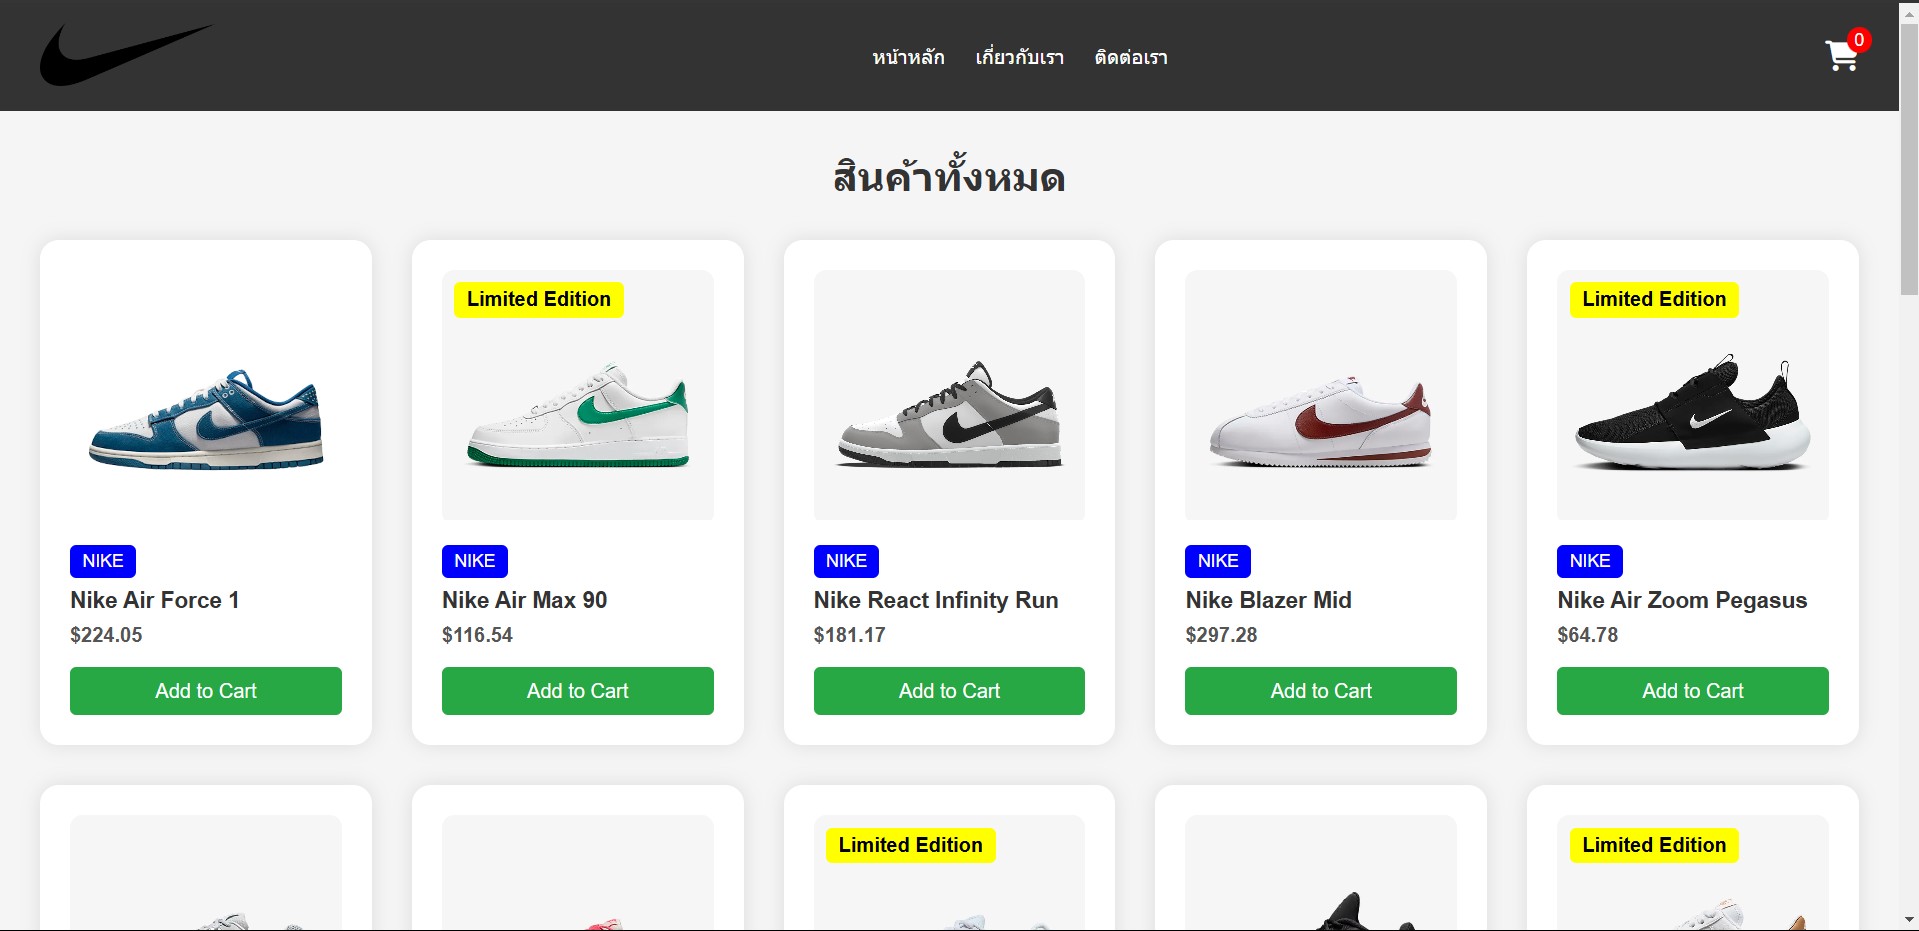 หน้าหลัก เกี่ยวกับเรา ติดต่อเรา 0
สินค้าทั้งหมด
Limited Edition Limited Edition
NIKE NIKE NIKE NIKE NIKE
Nike Air Force 1 Nike Air Max 90 Nike React Infinity Run Nike Blazer Mid Nike Air Zoom Pegasus
$224.05 $116.54 $181.17 $297.28 $64.78
Add to Cart Add to Cart Add to Cart Add to Cart Add to Cart
Limited Edition Limited Edition